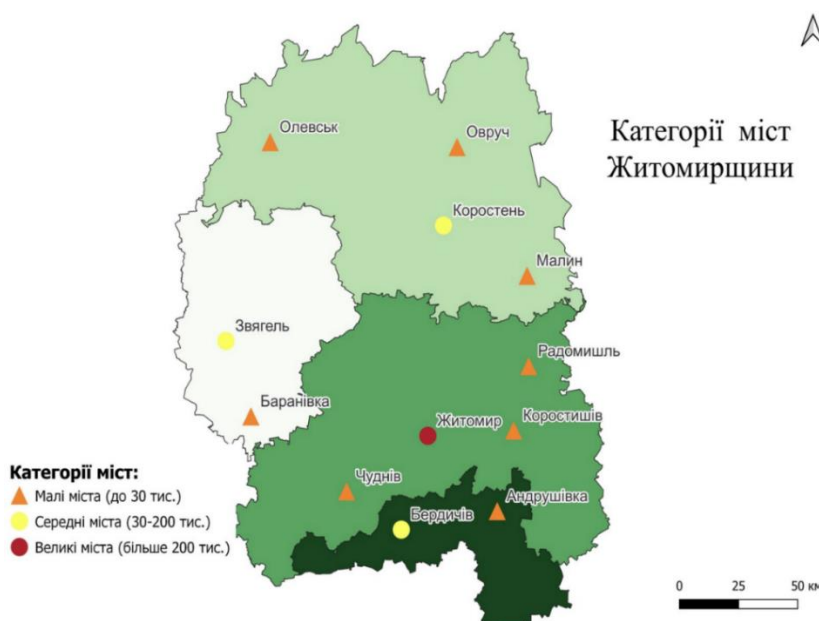 Категорії міст
Житомирщини
Олевськ
Овруч
Коростень
Малин
Звягель
Радомишль
Баранівка
Житомир
Коростишів
Чуднів
Андрушівка
Бердичів
Категорії міст:
Малі міста (до 30 тис.)
Середні міста (30-200 тис.)
Великі міста (більше 200 тис.)
0 25 50 км